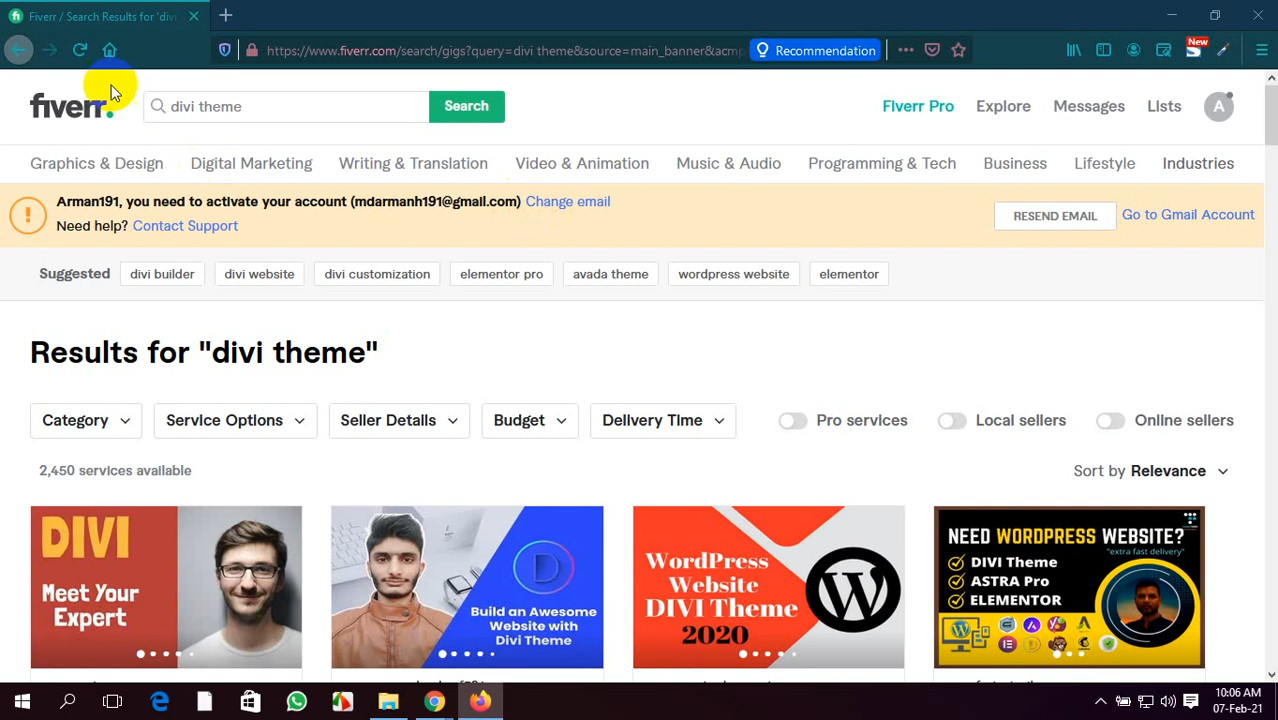 Fiverr / Search Results for 'divi
https://www.fiverr.com/search/gigs?query=divi theme&source=main_banner&acmp
Recommendation
New
fiverr.
divi theme
Search
Fiverr Pro
Explore
Messages
Lists
A
Graphics & Design
Digital Marketing
Writing & Translation
Video & Animation
Music & Audio
Programming & Tech
Business
Lifestyle
Industries
Arman191, you need to activate your account (mdarmanh191@gmail.com) Change email
Need help? Contact Support
RESEND EMAIL
Go to Gmail Account
Suggested
divi builder
divi website
divi customization
elementor pro
avada theme
wordpress website
elementor
Results for "divi theme"
Category
Service Options
Seller Details
Budget
Delivery Time
Pro services
Local sellers
Online sellers
2,450 services available
Sort by Relevance
DIVI
Meet Your
Expert
Build an Awesome
Website with
Divi Theme
WordPress
Website
DIVI Theme
2020
NEED WORDPRESS WEBSITE?
"extra fast delivery"
DIVI Theme
ASTRA Pro
ELEMENTOR
10:06 AM
07-Feb-21